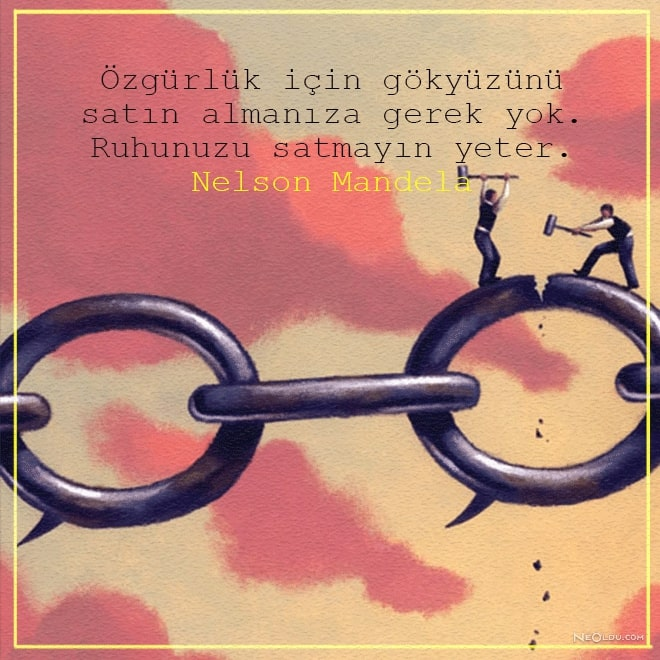 Özgürlük için gökyüzünü
satın almanıza gerek yok.
Ruhunuzu satmayın yeter.
Nelson Mandela
NeOldu.com